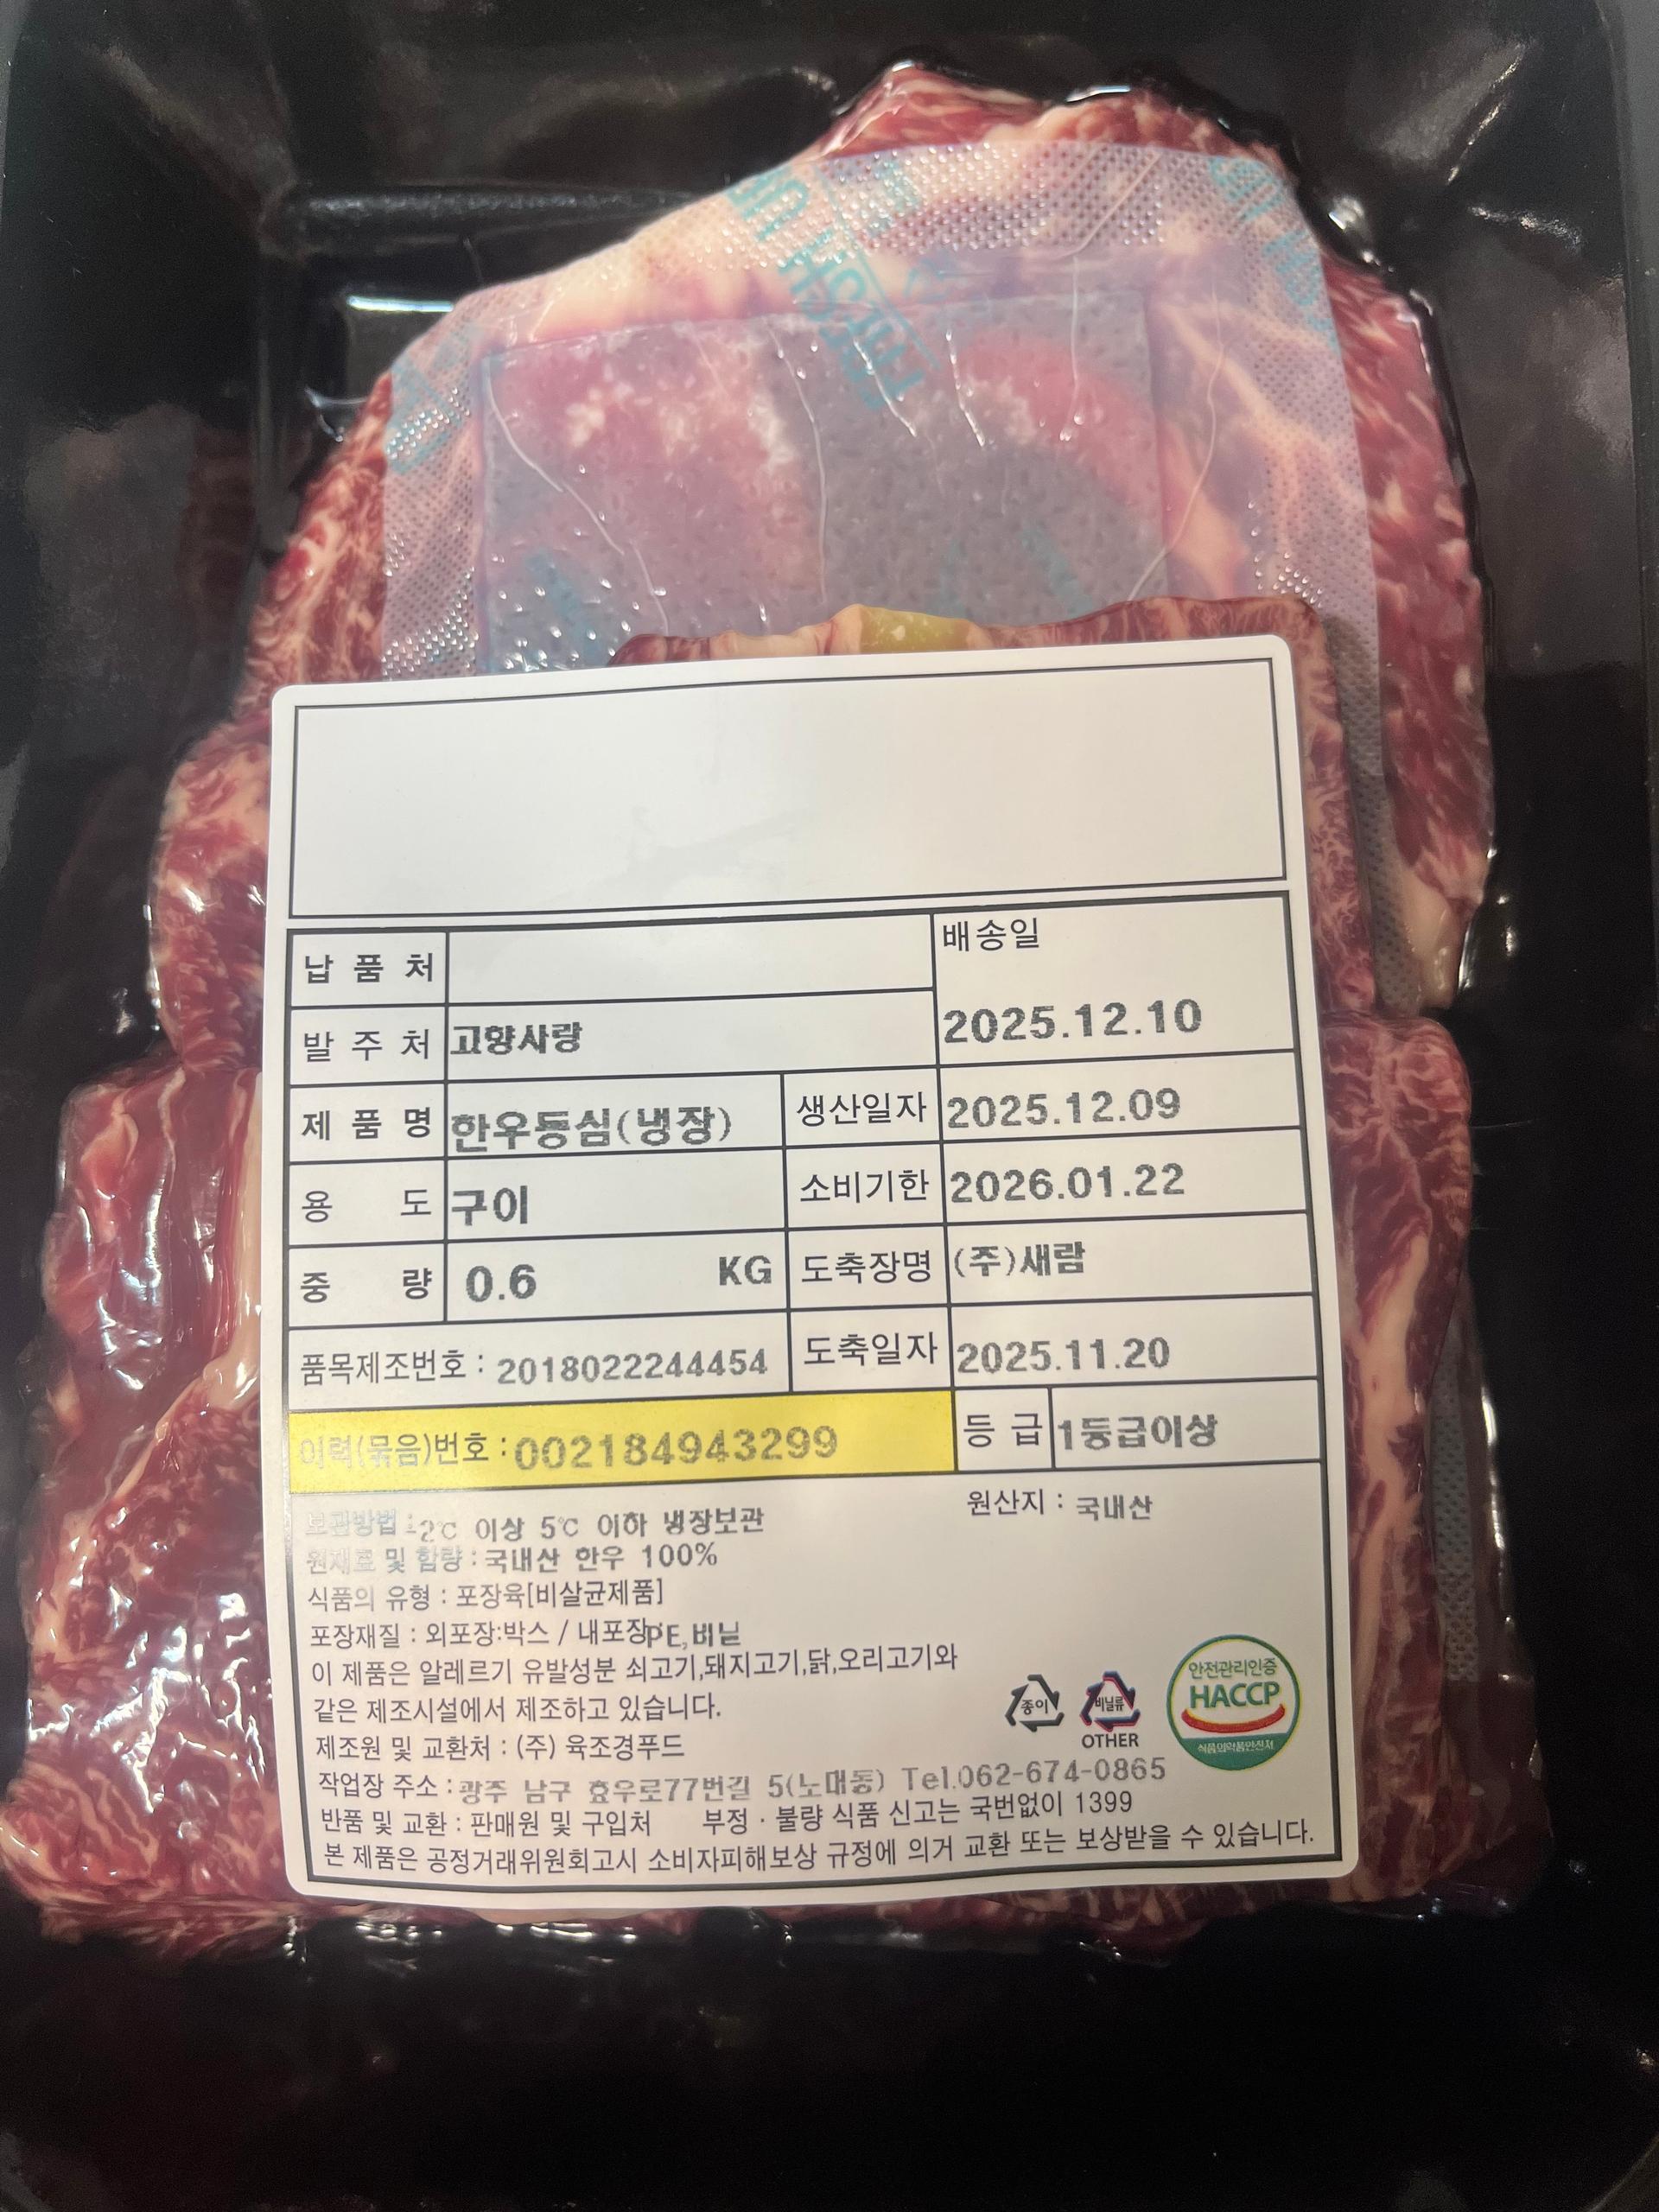 FRESH UP
납 품 처
배송일
2025.12.10
발 주 처 고향사랑
제 품 명 한우등심(냉장) 생산일자 2025.12.09
용 도 구이 소비기한 2026.01.22
중 량 0.6 KG 도축장명 (주)새람
품목제조번호 : 2018022244454 도축일자 2025.11.20
이력(묶음)번호 : 002184943299 등 급 1등급이상
보관방법 : -2℃ 이상 5℃ 이하 냉장보관 원산지 : 국내산
원재료 및 함량 : 국내산 한우 100%
식품의 유형 : 포장육[비살균제품]
포장재질 : 외포장:박스 / 내포장PE,비닐
이 제품은 알레르기 유발성분 쇠고기,돼지고기,닭,오리고기와
같은 제조시설에서 제조하고 있습니다.
종이 비닐류 OTHER
안전관리인증 HACCP 식품의약품안전처
제조원 및 교환처 : (주) 육조경푸드
작업장 주소 : 광주 남구 효우로77번길 5(노대동) Tel.062-674-0865
반품 및 교환 : 판매원 및 구입처 부정 · 불량 식품 신고는 국번없이 1399
본 제품은 공정거래위원회고시 소비자피해보상 규정에 의거 교환 또는 보상받을 수 있습니다.